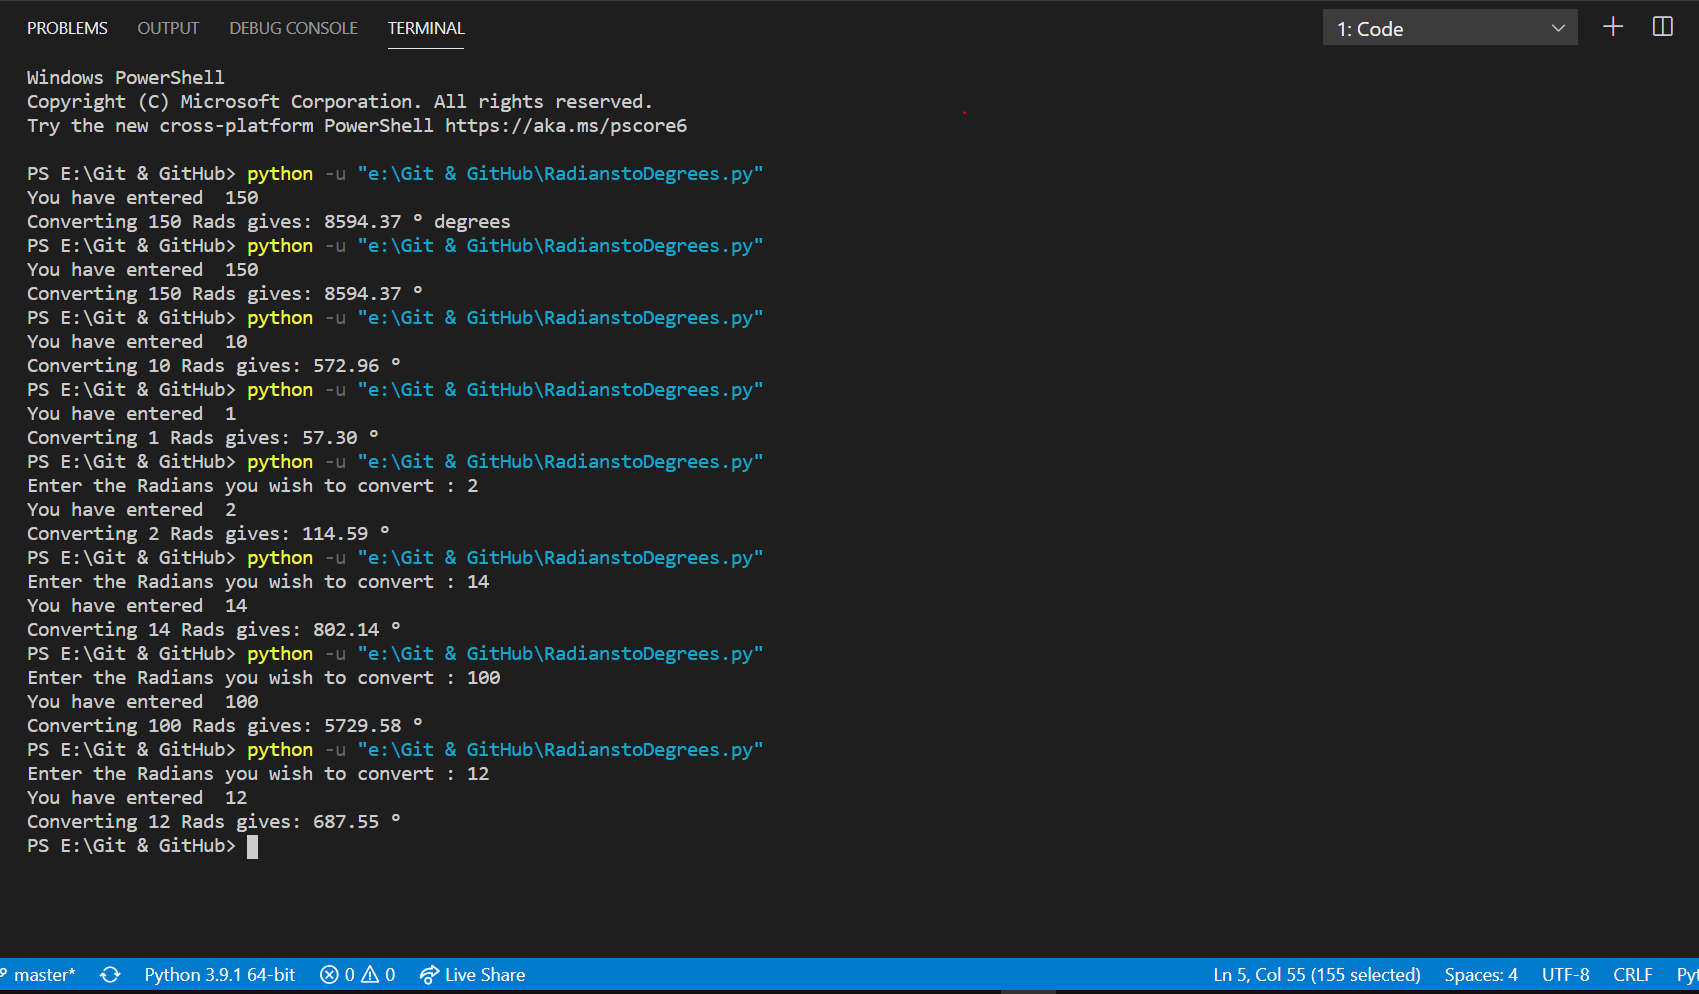 PROBLEMS OUTPUT DEBUG CONSOLE TERMINAL 1: Code
Windows PowerShell
Copyright (C) Microsoft Corporation. All rights reserved.
Try the new cross-platform PowerShell https://aka.ms/pscore6
PS E:\Git & GitHub> python -u "e:\Git & GitHub\RadianstoDegrees.py"
You have entered  150
Converting 150 Rads gives: 8594.37 º degrees
PS E:\Git & GitHub> python -u "e:\Git & GitHub\RadianstoDegrees.py"
You have entered  150
Converting 150 Rads gives: 8594.37 º
PS E:\Git & GitHub> python -u "e:\Git & GitHub\RadianstoDegrees.py"
You have entered  10
Converting 10 Rads gives: 572.96 º
PS E:\Git & GitHub> python -u "e:\Git & GitHub\RadianstoDegrees.py"
You have entered  1
Converting 1 Rads gives: 57.30 º
PS E:\Git & GitHub> python -u "e:\Git & GitHub\RadianstoDegrees.py"
Enter the Radians you wish to convert : 2
You have entered  2
Converting 2 Rads gives: 114.59 º
PS E:\Git & GitHub> python -u "e:\Git & GitHub\RadianstoDegrees.py"
Enter the Radians you wish to convert : 14
You have entered  14
Converting 14 Rads gives: 802.14 º
PS E:\Git & GitHub> python -u "e:\Git & GitHub\RadianstoDegrees.py"
Enter the Radians you wish to convert : 100
You have entered  100
Converting 100 Rads gives: 5729.58 º
PS E:\Git & GitHub> python -u "e:\Git & GitHub\RadianstoDegrees.py"
Enter the Radians you wish to convert : 12
You have entered  12
Converting 12 Rads gives: 687.55 º
PS E:\Git & GitHub>
master* Python 3.9.1 64-bit 0 0 Live Share Ln 5, Col 55 (155 selected) Spaces: 4 UTF-8 CRLF Pyt